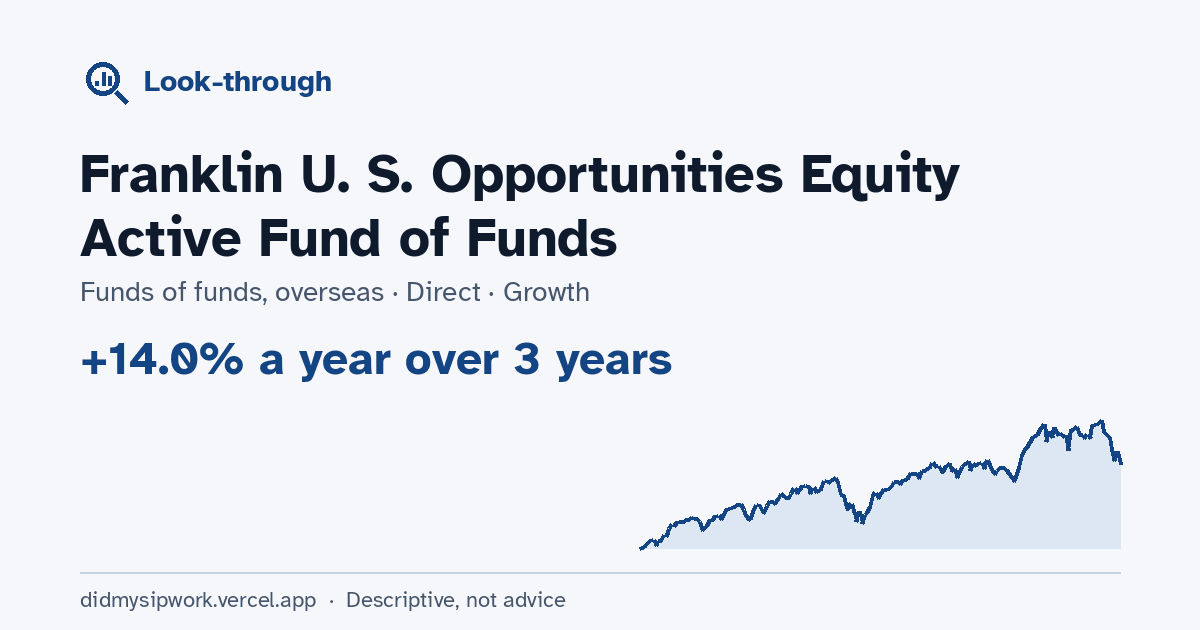 Look-through
Franklin U. S. Opportunities Equity
Active Fund of Funds
Funds of funds, overseas · Direct · Growth
+14.0% a year over 3 years
didmysipwork.vercel.app · Descriptive, not advice